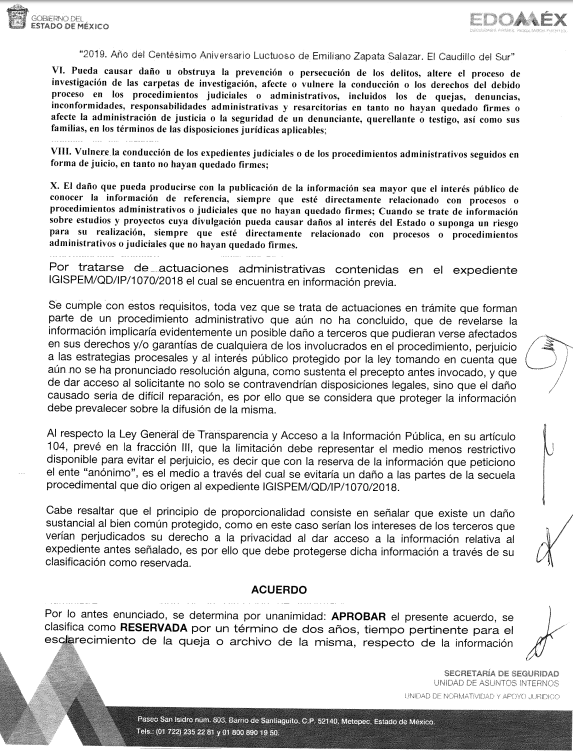 GOBIERNO DEL
ESTADO DE MÉXICO
EDOMÉX
"2019. Año del Centésimo Aniversario Luctuoso de Emiliano Zapata Salazar. El Caudillo del Sur"
VI. Pueda causar daño u obstruya la prevención o persecución de los delitos, altere el proceso de
investigación de las carpetas de investigación, afecte o vulnere la conducción o los derechos del debido
proceso en los procedimientos judiciales o administrativos, incluidos los de quejas, denuncias,
inconformidades, responsabilidades administrativas y resarcitorias en tanto no hayan quedado firmes o
afecte la administración de justicia o la seguridad de un denunciante, querellante o testigo, así como sus
familias, en los términos de las disposiciones jurídicas aplicables;
VIII. Vulnere la conducción de los expedientes judiciales o de los procedimientos administrativos seguidos en
forma de juicio, en tanto no hayan quedado firmes;
X. El daño que pueda producirse con la publicación de la información sea mayor que el interés público de
conocer la información de referencia, siempre que esté directamente relacionado con procesos o
procedimientos administrativos o judiciales que no hayan quedado firmes; Cuando se trate de información
sobre estudios y proyectos cuya divulgación pueda causar daños al interés del Estado o suponga un riesgo
para su realización, siempre que esté directamente relacionado con procesos o procedimientos
administrativos o judiciales que no hayan quedado firmes.
Por tratarse de actuaciones administrativas contenidas en el expediente
IGISPEM/QD/IP/1070/2018 el cual se encuentra en información previa.
Se cumple con estos requisitos, toda vez que se trata de actuaciones en trámite que forman
parte de un procedimiento administrativo que aún no ha concluido, que de revelarse la
información implicaría evidentemente un posible daño a terceros que pudieran verse afectados
en sus derechos y/o garantías de cualquiera de los involucrados en el procedimiento, perjuicio
a las estrategias procesales y al interés público protegido por la ley tomando en cuenta que
aún no se ha pronunciado resolución alguna, como sustenta el precepto antes invocado, y que
de dar acceso al solicitante no solo se contravendrían disposiciones legales, sino que el daño
causado seria de difícil reparación, es por ello que se considera que proteger la información
debe prevalecer sobre la difusión de la misma.
Al respecto la Ley General de Transparencia y Acceso a la Información Pública, en su artículo
104, prevé en la fracción III, que la limitación debe representar el medio menos restrictivo
disponible para evitar el perjuicio, es decir que con la reserva de la información que peticiono
el ente "anónimo", es el medio a través del cual se evitaría un daño a las partes de la secuela
procedimental que dio origen al expediente IGISPEM/QD/IP/1070/2018.
Cabe resaltar que el principio de proporcionalidad consiste en señalar que existe un daño
sustancial al bien común protegido, como en este caso serían los intereses de los terceros que
verían perjudicados su derecho a la privacidad al dar acceso a la información relativa al
expediente antes señalado, es por ello que debe protegerse dicha información a través de su
clasificación como reservada.
ACUERDO
Por lo antes enunciado, se determina por unanimidad: APROBAR el presente acuerdo, se
clasifica como RESERVADA por un término de dos años, tiempo pertinente para el
esclarecimiento de la queja o archivo de la misma, respecto de la información
SECRETARÍA DE SEGURIDAD
UNIDAD DE ASUNTOS INTERNOS
UNIDAD DE NORMATIVIDAD Y APOYO JURÍDICO
Paseo San Isidro núm. 803, Barrio de Santiaguito, C.P. 52140, Metepec, Estado de México.
Tels.: (01 722) 235 22 81 y 01 800 890 19 50.